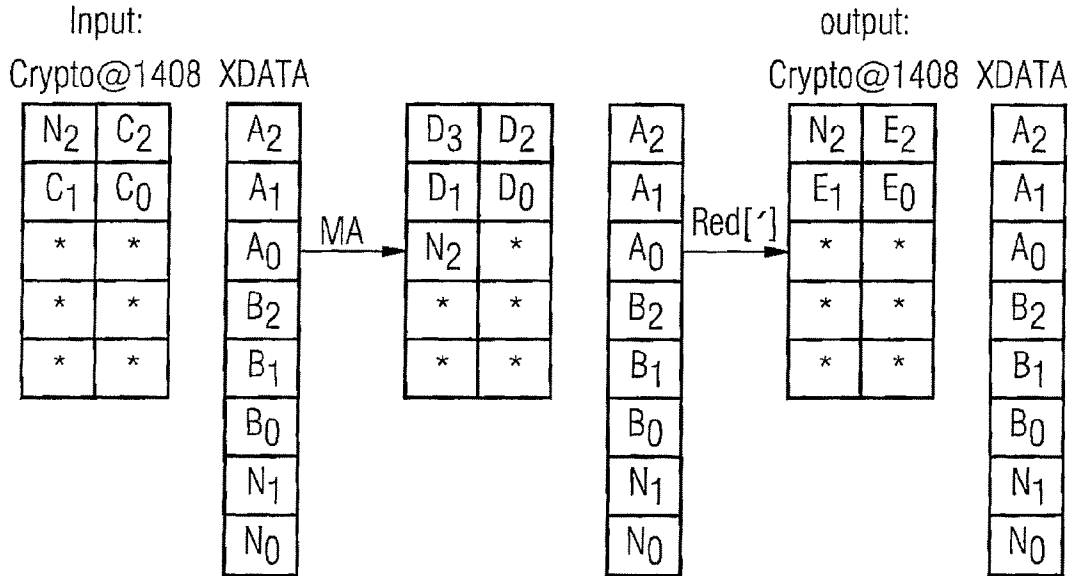 Input: output:
Crypto@1408 XDATA Crypto@1408 XDATA
N2 C2 A2 D3 D2 A2 N2 E2 A2
C1 C0 A1 D1 D0 A1 E1 E0 A1
* * A0 MA N2 * A0 Red[′] * * A0
* * B2 * * B2 * * B2
* * B1 * * B1 * * B1
B0 B0 B0
N1 N1 N1
N0 N0 N0